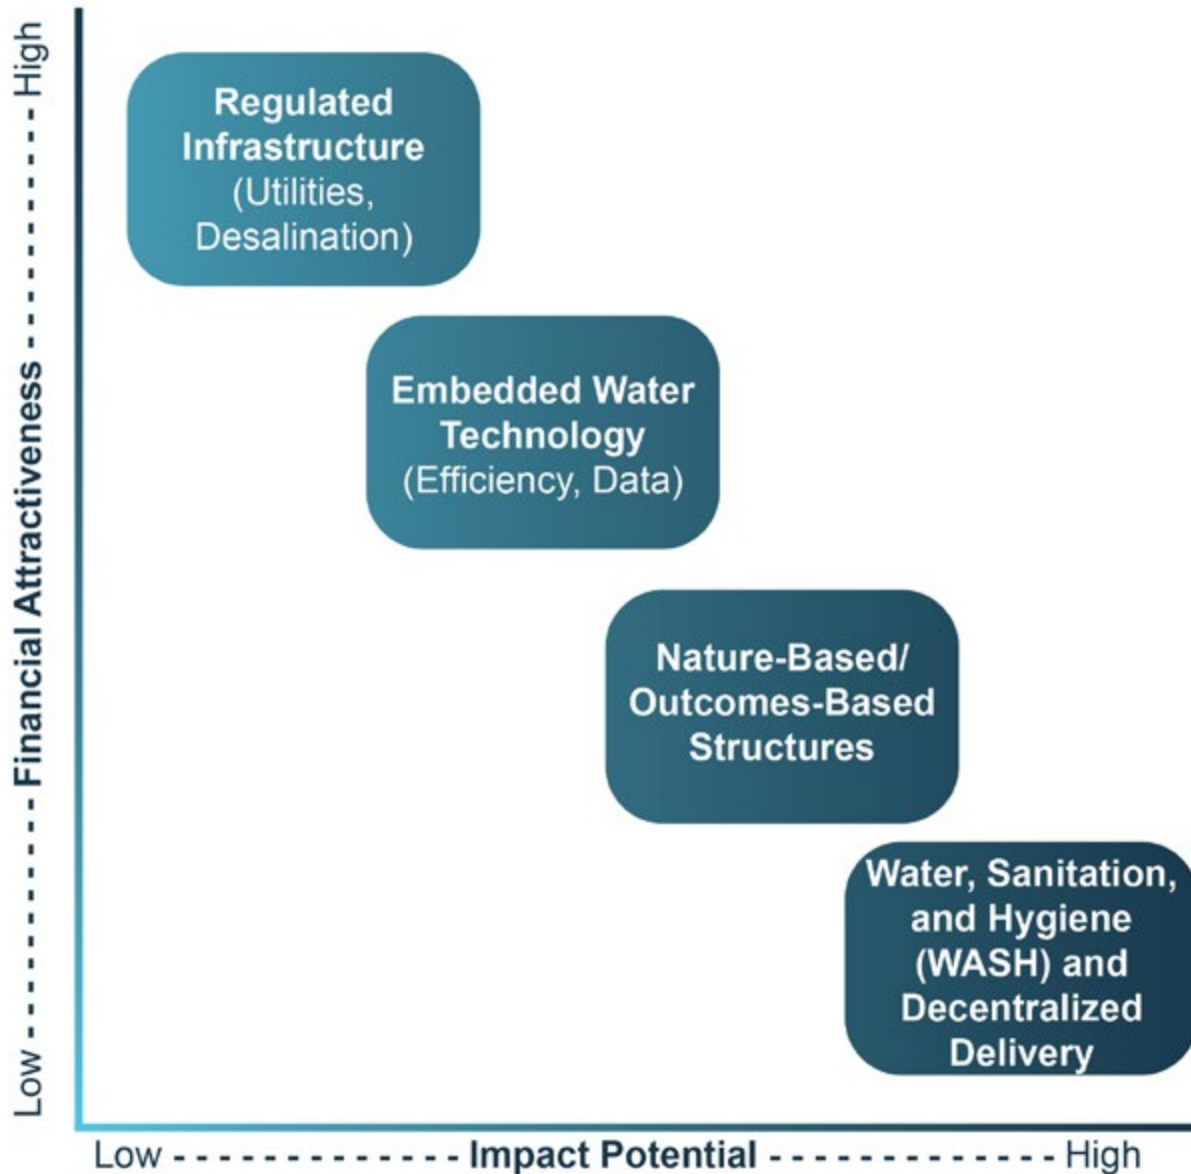 High
Financial Attractiveness
Low
Regulated
Infrastructure
(Utilities,
Desalination)
Embedded Water
Technology
(Efficiency, Data)
Nature-Based/
Outcomes-Based
Structures
Water, Sanitation,
and Hygiene
(WASH) and
Decentralized
Delivery
Low
Impact Potential
High